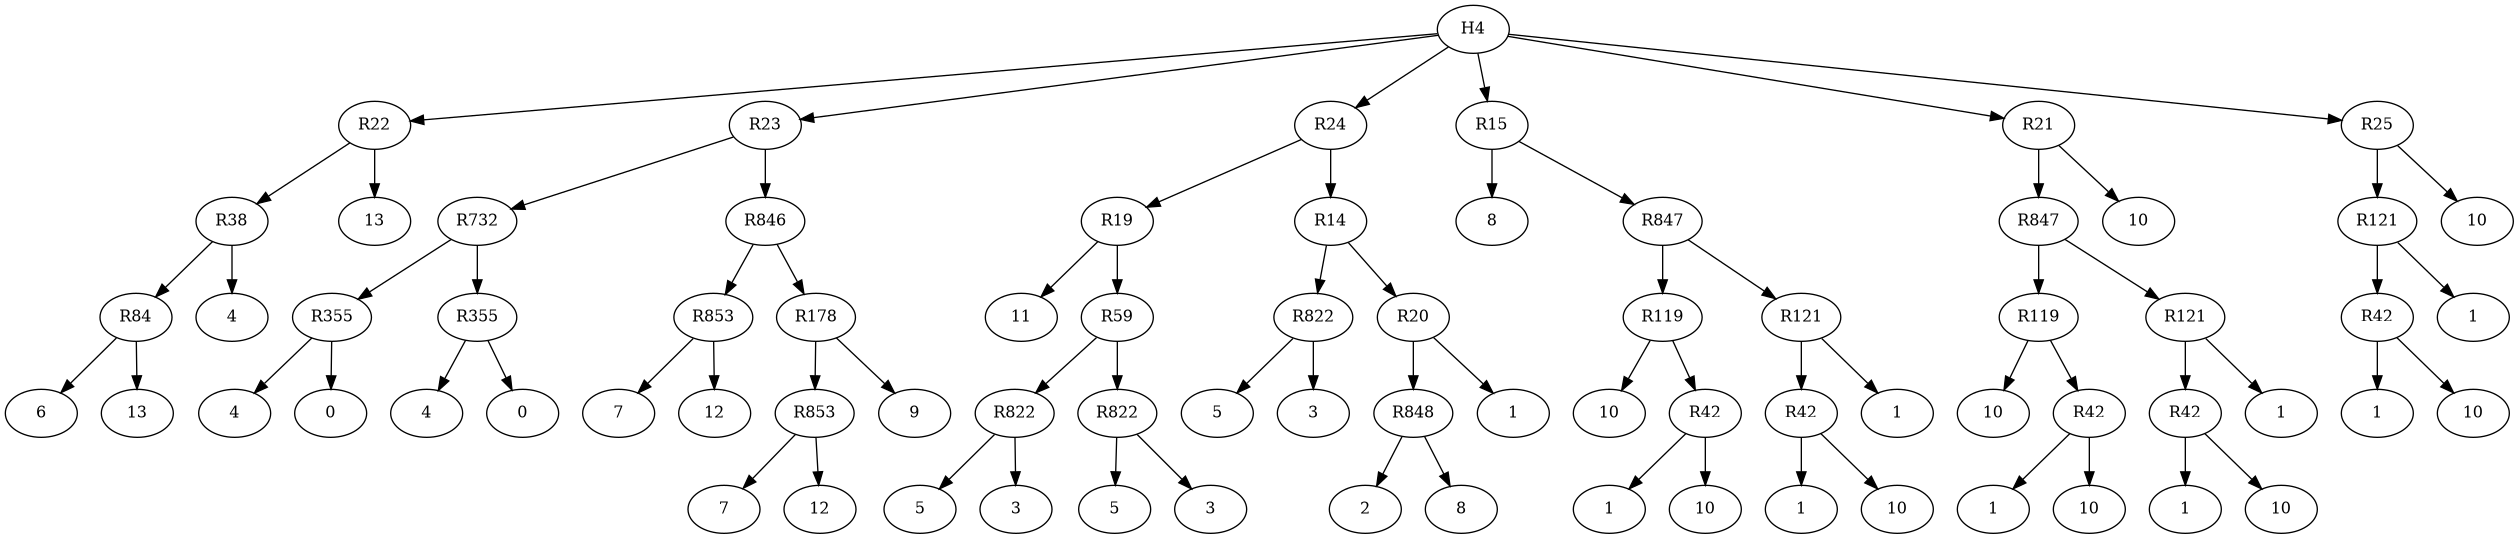 H4
R22 R23 R24 R15 R21 R25
R38 13 R732 R846 R19 R14 8 R847 R847 10 R121 10
R84 4 R355 R355 R853 R178 11 R59 R822 R20 R119 R121 R119 R121 R42 1
6 13 4 0 4 0 7 12 R853 9 R822 R822 5 3 R848 1 10 R42 R42 1 10 R42 R42 1 1 10
7 12 5 3 5 3 2 8 1 10 1 10 1 10 1 10